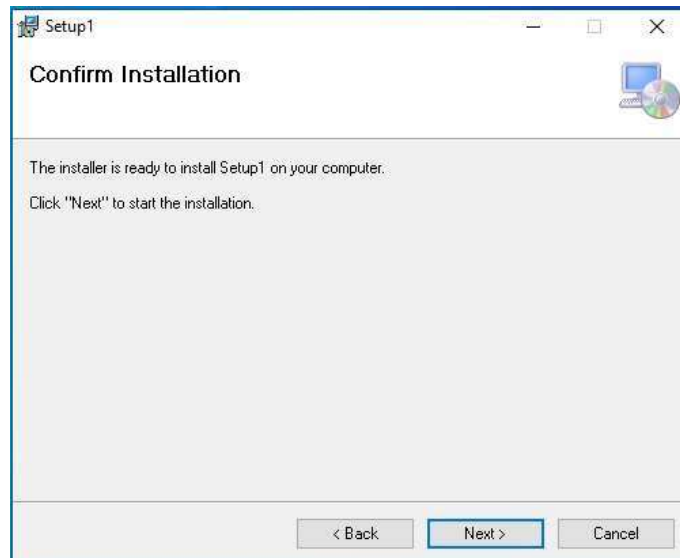 Setup1
Confirm Installation
The installer is ready to install Setup1 on your computer.
Click "Next" to start the installation.
< Back Next > Cancel